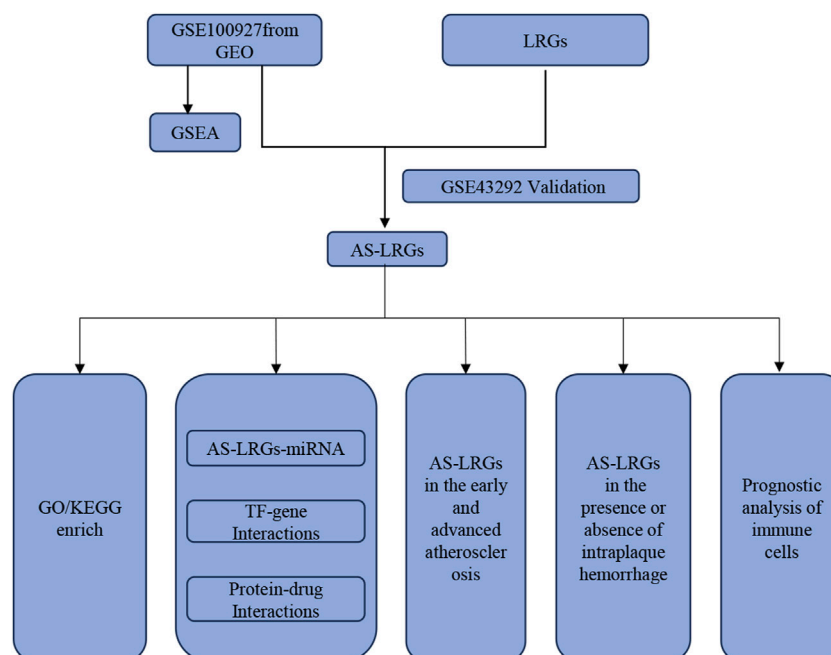 GSE100927from
GEO
LRGs
GSEA
GSE43292 Validation
AS-LRGs
GO/KEGG
enrich
AS-LRGs-miRNA
TF-gene
Interactions
Protein-drug
Interactions
AS-LRGs
in the early
and
advanced
atheroscler
osis
AS-LRGs
in the
presence or
absence of
intraplaque
hemorrhage
Prognostic
analysis of
immune
cells